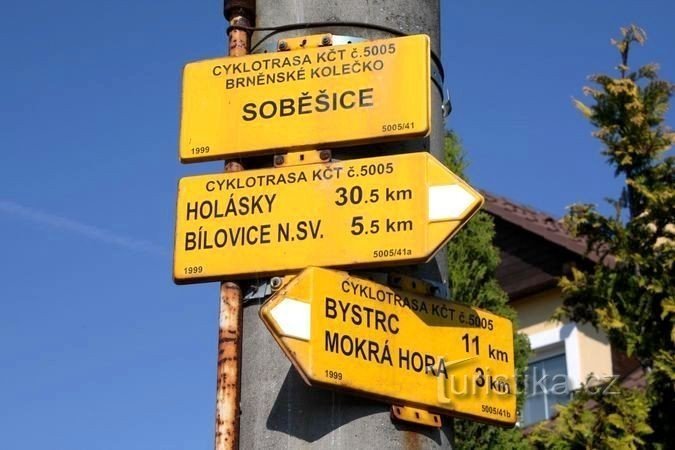 CYKLOTRASA KČT č.5005
BRNĚNSKÉ KOLEČKO
SOBĚŠICE
1999 5005/41
CYKLOTRASA KČT č.5005
HOLÁSKY 30.5 km
BÍLOVICE N.SV. 5.5 km
1999 5005/41a
CYKLOTRASA KČT č.5005
BYSTRC 11 km
MOKRÁ HORA 3 km
1999 5005/41b
turistika.cz